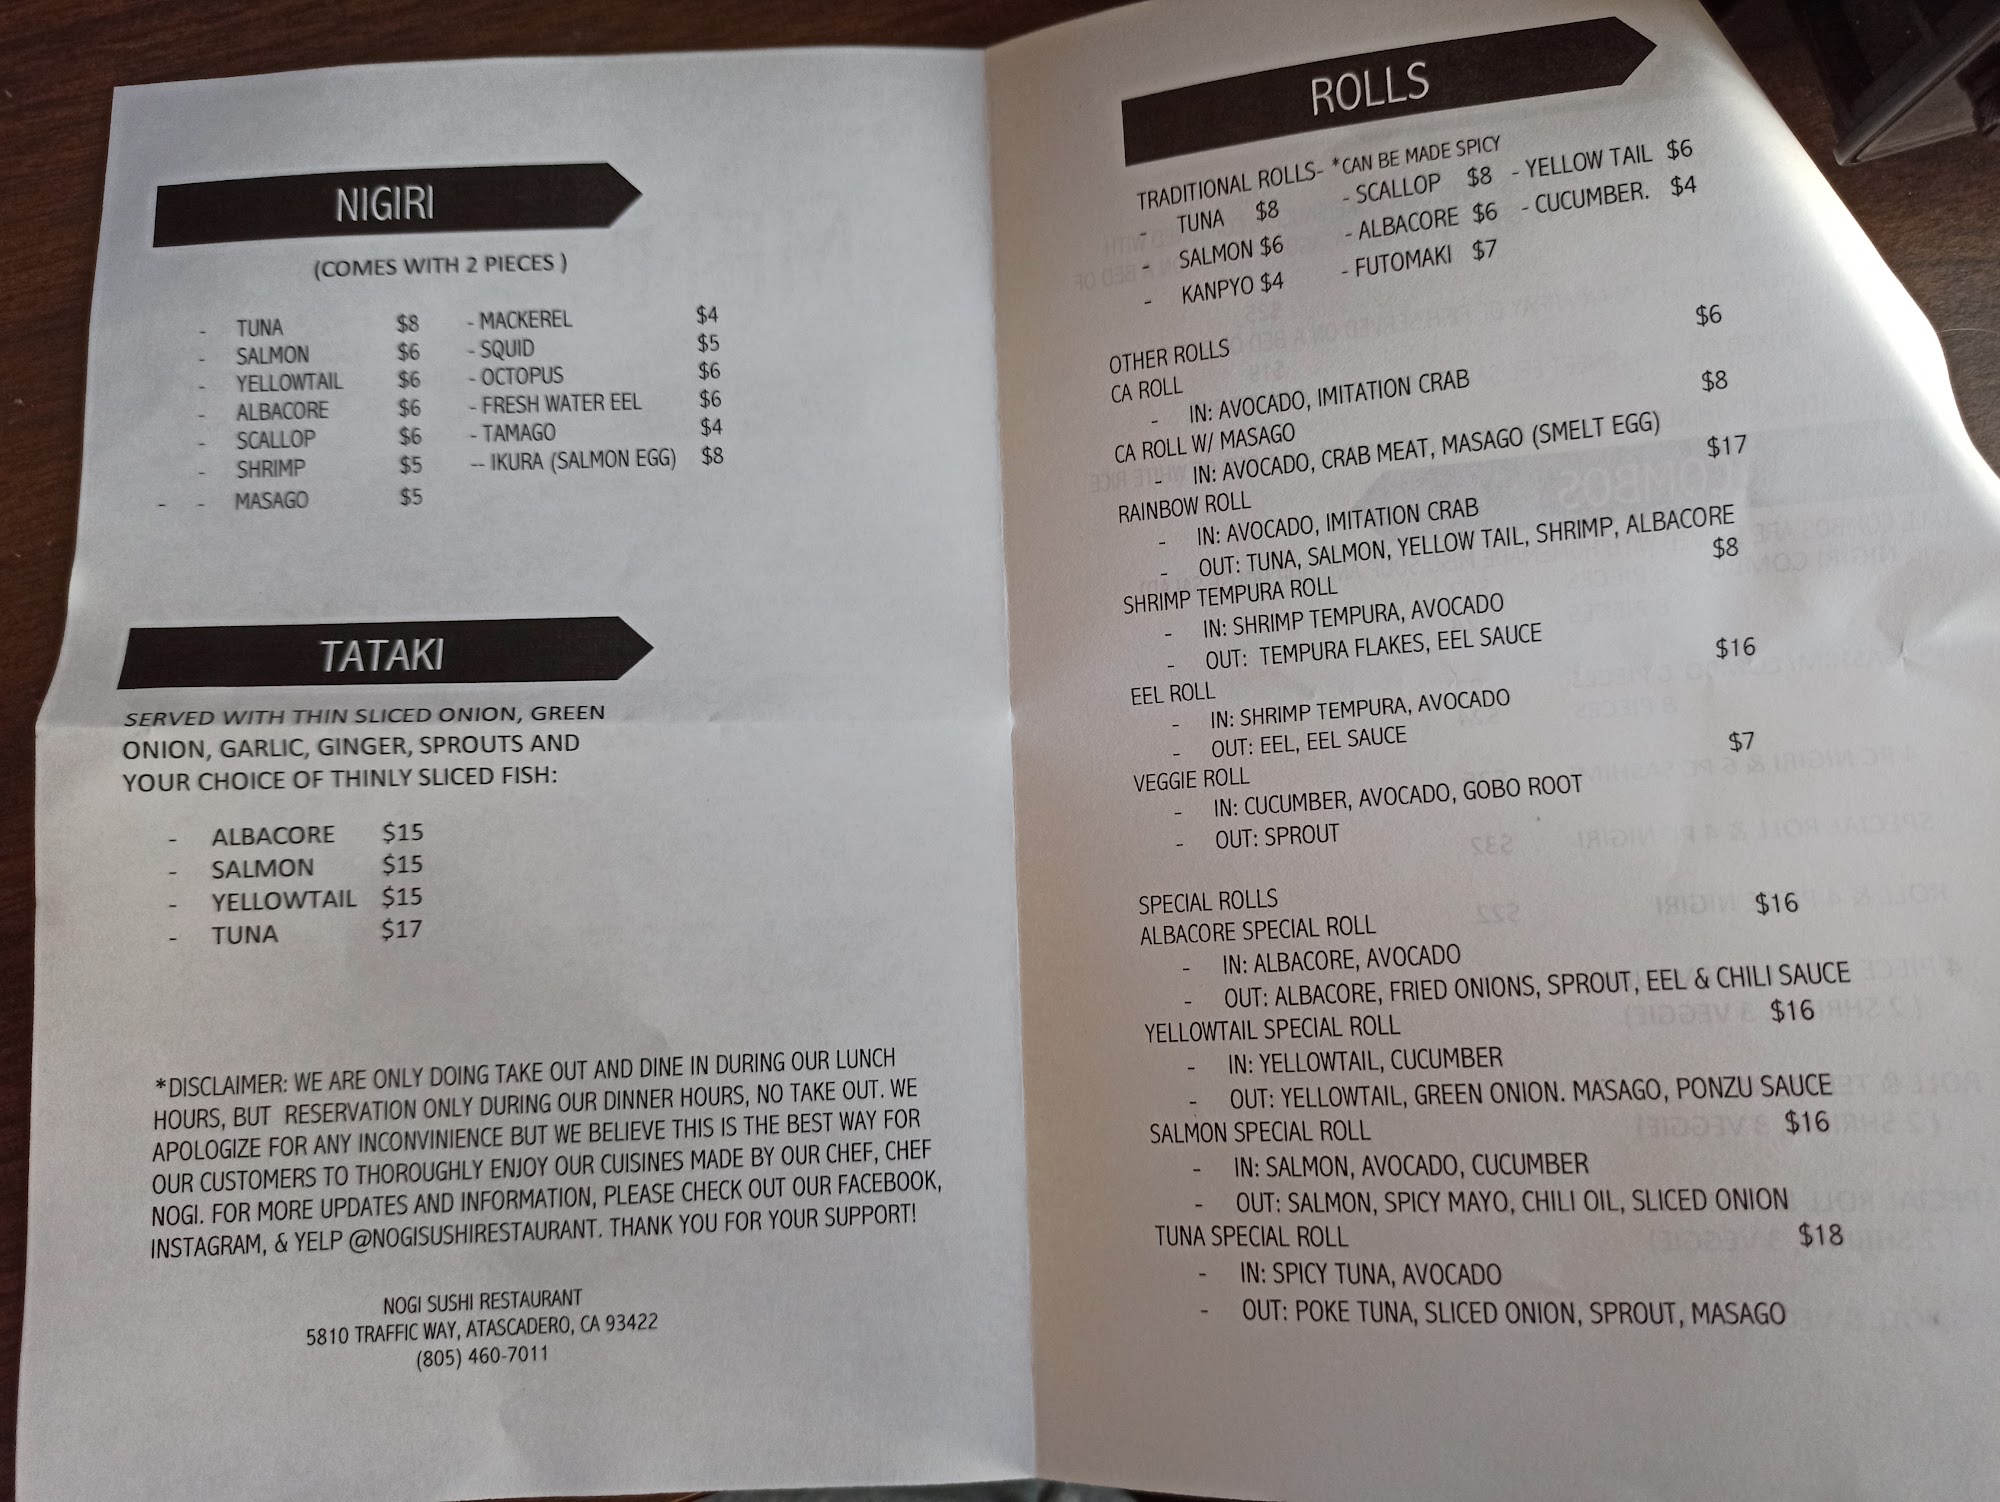 NIGIRI
(COMES WITH 2 PIECES )
- TUNA $8 - MACKEREL $4
- SALMON $6 - SQUID $5
- YELLOWTAIL $6 - OCTOPUS $6
- ALBACORE $6 - FRESH WATER EEL $6
- SCALLOP $6 - TAMAGO $4
- SHRIMP $5 -- IKURA (SALMON EGG) $8
- - MASAGO $5
TATAKI
SERVED WITH THIN SLICED ONION, GREEN
ONION, GARLIC, GINGER, SPROUTS AND
YOUR CHOICE OF THINLY SLICED FISH:
- ALBACORE $15
- SALMON $15
- YELLOWTAIL $15
- TUNA $17
*DISCLAIMER: WE ARE ONLY DOING TAKE OUT AND DINE IN DURING OUR LUNCH
HOURS, BUT RESERVATION ONLY DURING OUR DINNER HOURS, NO TAKE OUT. WE
APOLOGIZE FOR ANY INCONVINIENCE BUT WE BELIEVE THIS IS THE BEST WAY FOR
OUR CUSTOMERS TO THOROUGHLY ENJOY OUR CUISINES MADE BY OUR CHEF, CHEF
NOGI. FOR MORE UPDATES AND INFORMATION, PLEASE CHECK OUT OUR FACEBOOK,
INSTAGRAM, & YELP @NOGISUSHIRESTAURANT. THANK YOU FOR YOUR SUPPORT!
NOGI SUSHI RESTAURANT
5810 TRAFFIC WAY, ATASCADERO, CA 93422
(805) 460-7011
ROLLS
TRADITIONAL ROLLS- *CAN BE MADE SPICY
- TUNA $8 - SCALLOP $8 - YELLOW TAIL $6
- SALMON $6 - ALBACORE $6 - CUCUMBER. $4
- KANPYO $4 - FUTOMAKI $7
OTHER ROLLS
CA ROLL $6
- IN: AVOCADO, IMITATION CRAB
CA ROLL W/ MASAGO $8
- IN: AVOCADO, CRAB MEAT, MASAGO (SMELT EGG)
RAINBOW ROLL $17
- IN: AVOCADO, IMITATION CRAB
- OUT: TUNA, SALMON, YELLOW TAIL, SHRIMP, ALBACORE
SHRIMP TEMPURA ROLL $8
- IN: SHRIMP TEMPURA, AVOCADO
- OUT: TEMPURA FLAKES, EEL SAUCE
EEL ROLL $16
- IN: SHRIMP TEMPURA, AVOCADO
- OUT: EEL, EEL SAUCE
VEGGIE ROLL $7
- IN: CUCUMBER, AVOCADO, GOBO ROOT
- OUT: SPROUT
SPECIAL ROLLS
ALBACORE SPECIAL ROLL $16
- IN: ALBACORE, AVOCADO
- OUT: ALBACORE, FRIED ONIONS, SPROUT, EEL & CHILI SAUCE
YELLOWTAIL SPECIAL ROLL $16
- IN: YELLOWTAIL, CUCUMBER
- OUT: YELLOWTAIL, GREEN ONION. MASAGO, PONZU SAUCE
SALMON SPECIAL ROLL $16
- IN: SALMON, AVOCADO, CUCUMBER
- OUT: SALMON, SPICY MAYO, CHILI OIL, SLICED ONION
TUNA SPECIAL ROLL $18
- IN: SPICY TUNA, AVOCADO
- OUT: POKE TUNA, SLICED ONION, SPROUT, MASAGO